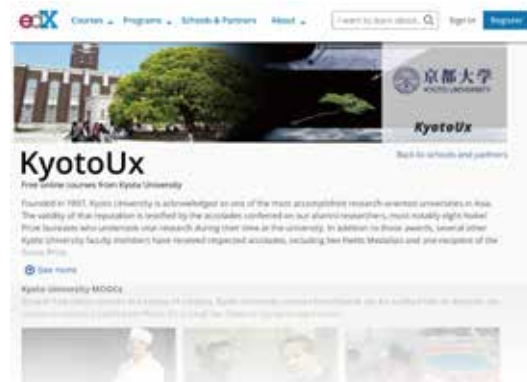 edX Courses Programs Schools & Partners About I want to learn about... Sign In Register
京都大学
KYOTO UNIVERSITY
KyotoUx
Back to schools and partners
KyotoUx
Free online courses from Kyoto University
Founded in 1897, Kyoto University is acknowledged as one of the most accomplished research-oriented universities in Asia.
The validity of that reputation is testified by the accolades conferred on our alumni researchers, most notably eight Nobel
Prize laureates who undertook vital research during their time at the university. In addition to those awards, several other
Kyoto University faculty members have received respected accolades, including two Fields Medalists and one recipient of the
Gauss Prize.
See more
Kyoto University MOOCs